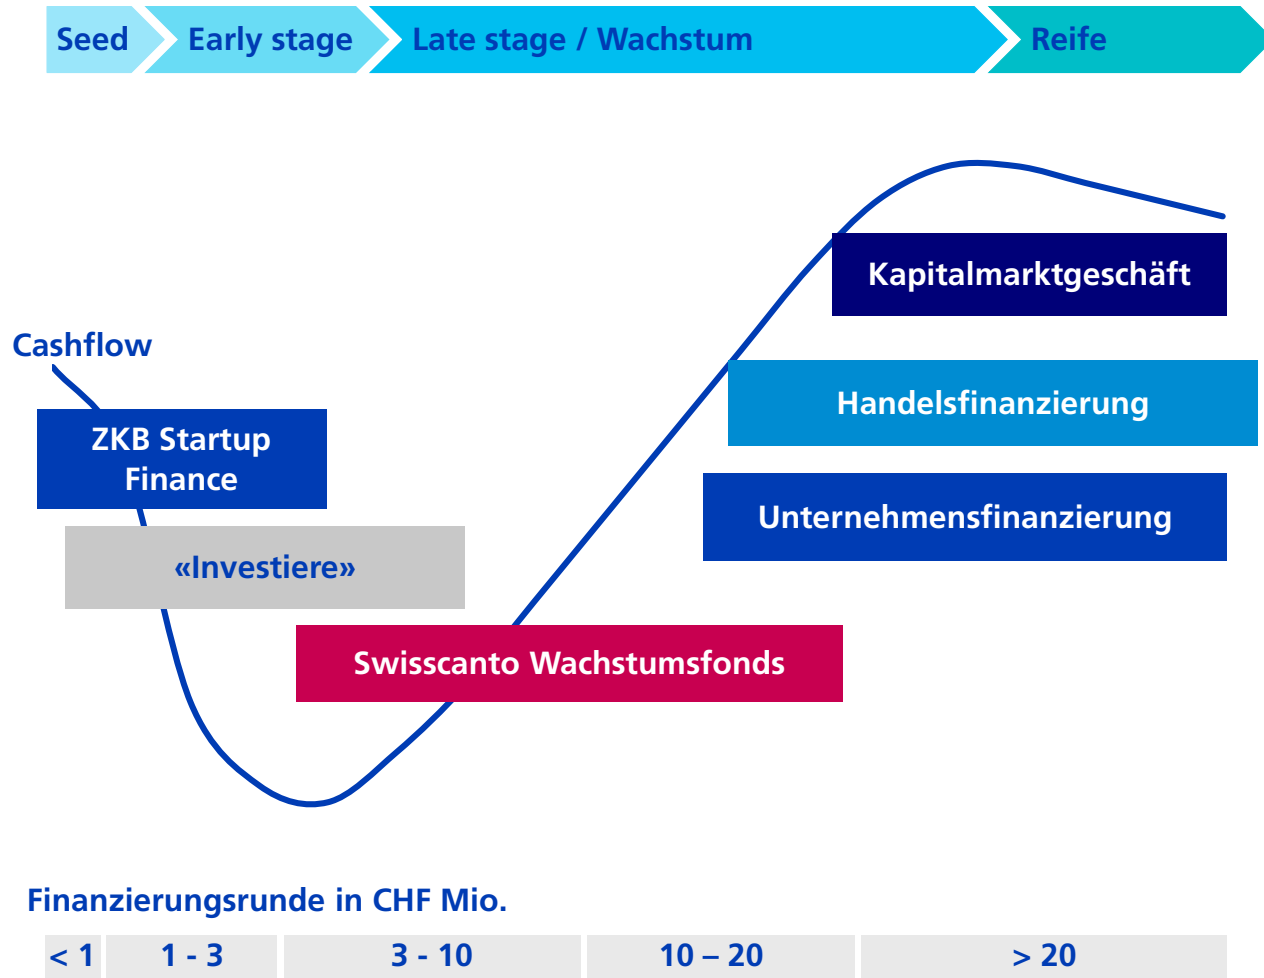 Seed
Early stage
Late stage / Wachstum
Reife
Kapitalmarktgeschäft
Cashflow
Handelsfinanzierung
ZKB Startup
Finance
Unternehmensfinanzierung
«Investiere»
Swisscanto Wachstumsfonds
Finanzierungsrunde in CHF Mio.
< 1
1 - 3
3 - 10
10 – 20
> 20